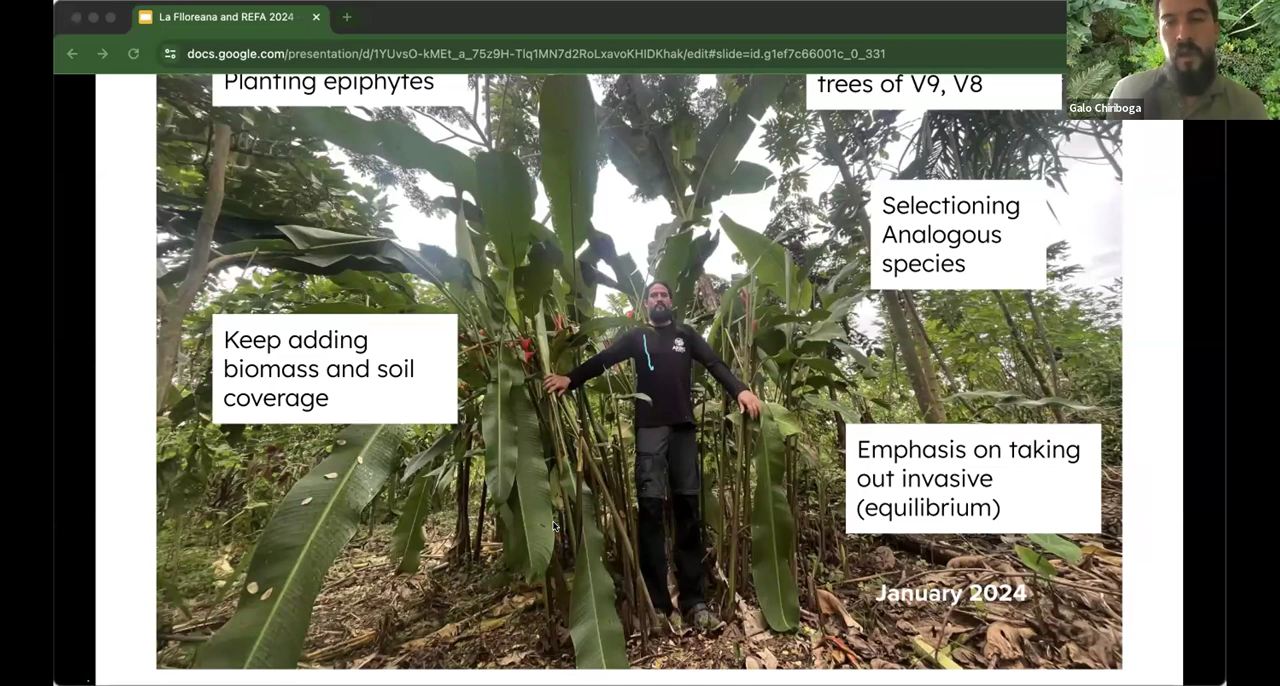 La Flloreana and REFA 2024
docs.google.com/presentation/d/1YUvsO-kMEt_a_75z9H-Tlq1MN7d2RoLxavoKHIDKhak/edit#slide=id.g1ef7c66001c_0_331
Galo Chiriboga
Planting epiphytes
trees of V9, V8
Selectioning
Analogous
species
Keep adding
biomass and soil
coverage
Emphasis on taking
out invasive
(equilibrium)
January 2024